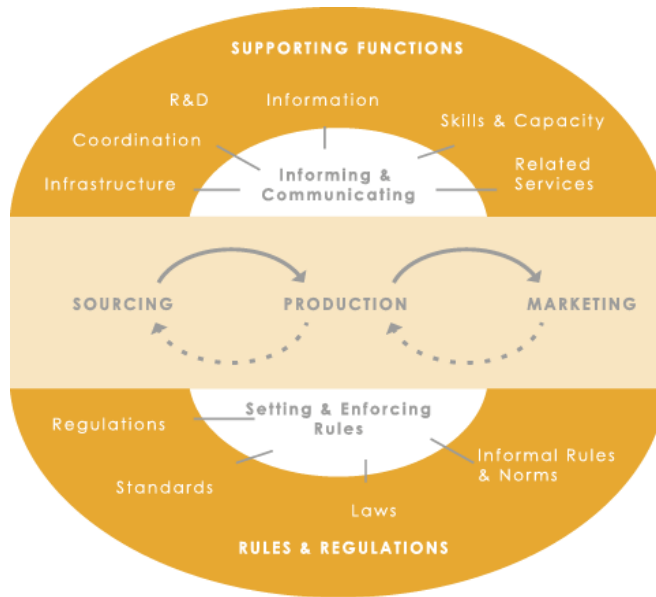 SUPPORTING FUNCTIONS
R&D
Information
Coordination
Skills & Capacity
Infrastructure
Informing &
Communicating
Related
Services
SOURCING
PRODUCTION
MARKETING
Regulations
Setting & Enforcing
Rules
Standards
Laws
Informal Rules
& Norms
RULES & REGULATIONS